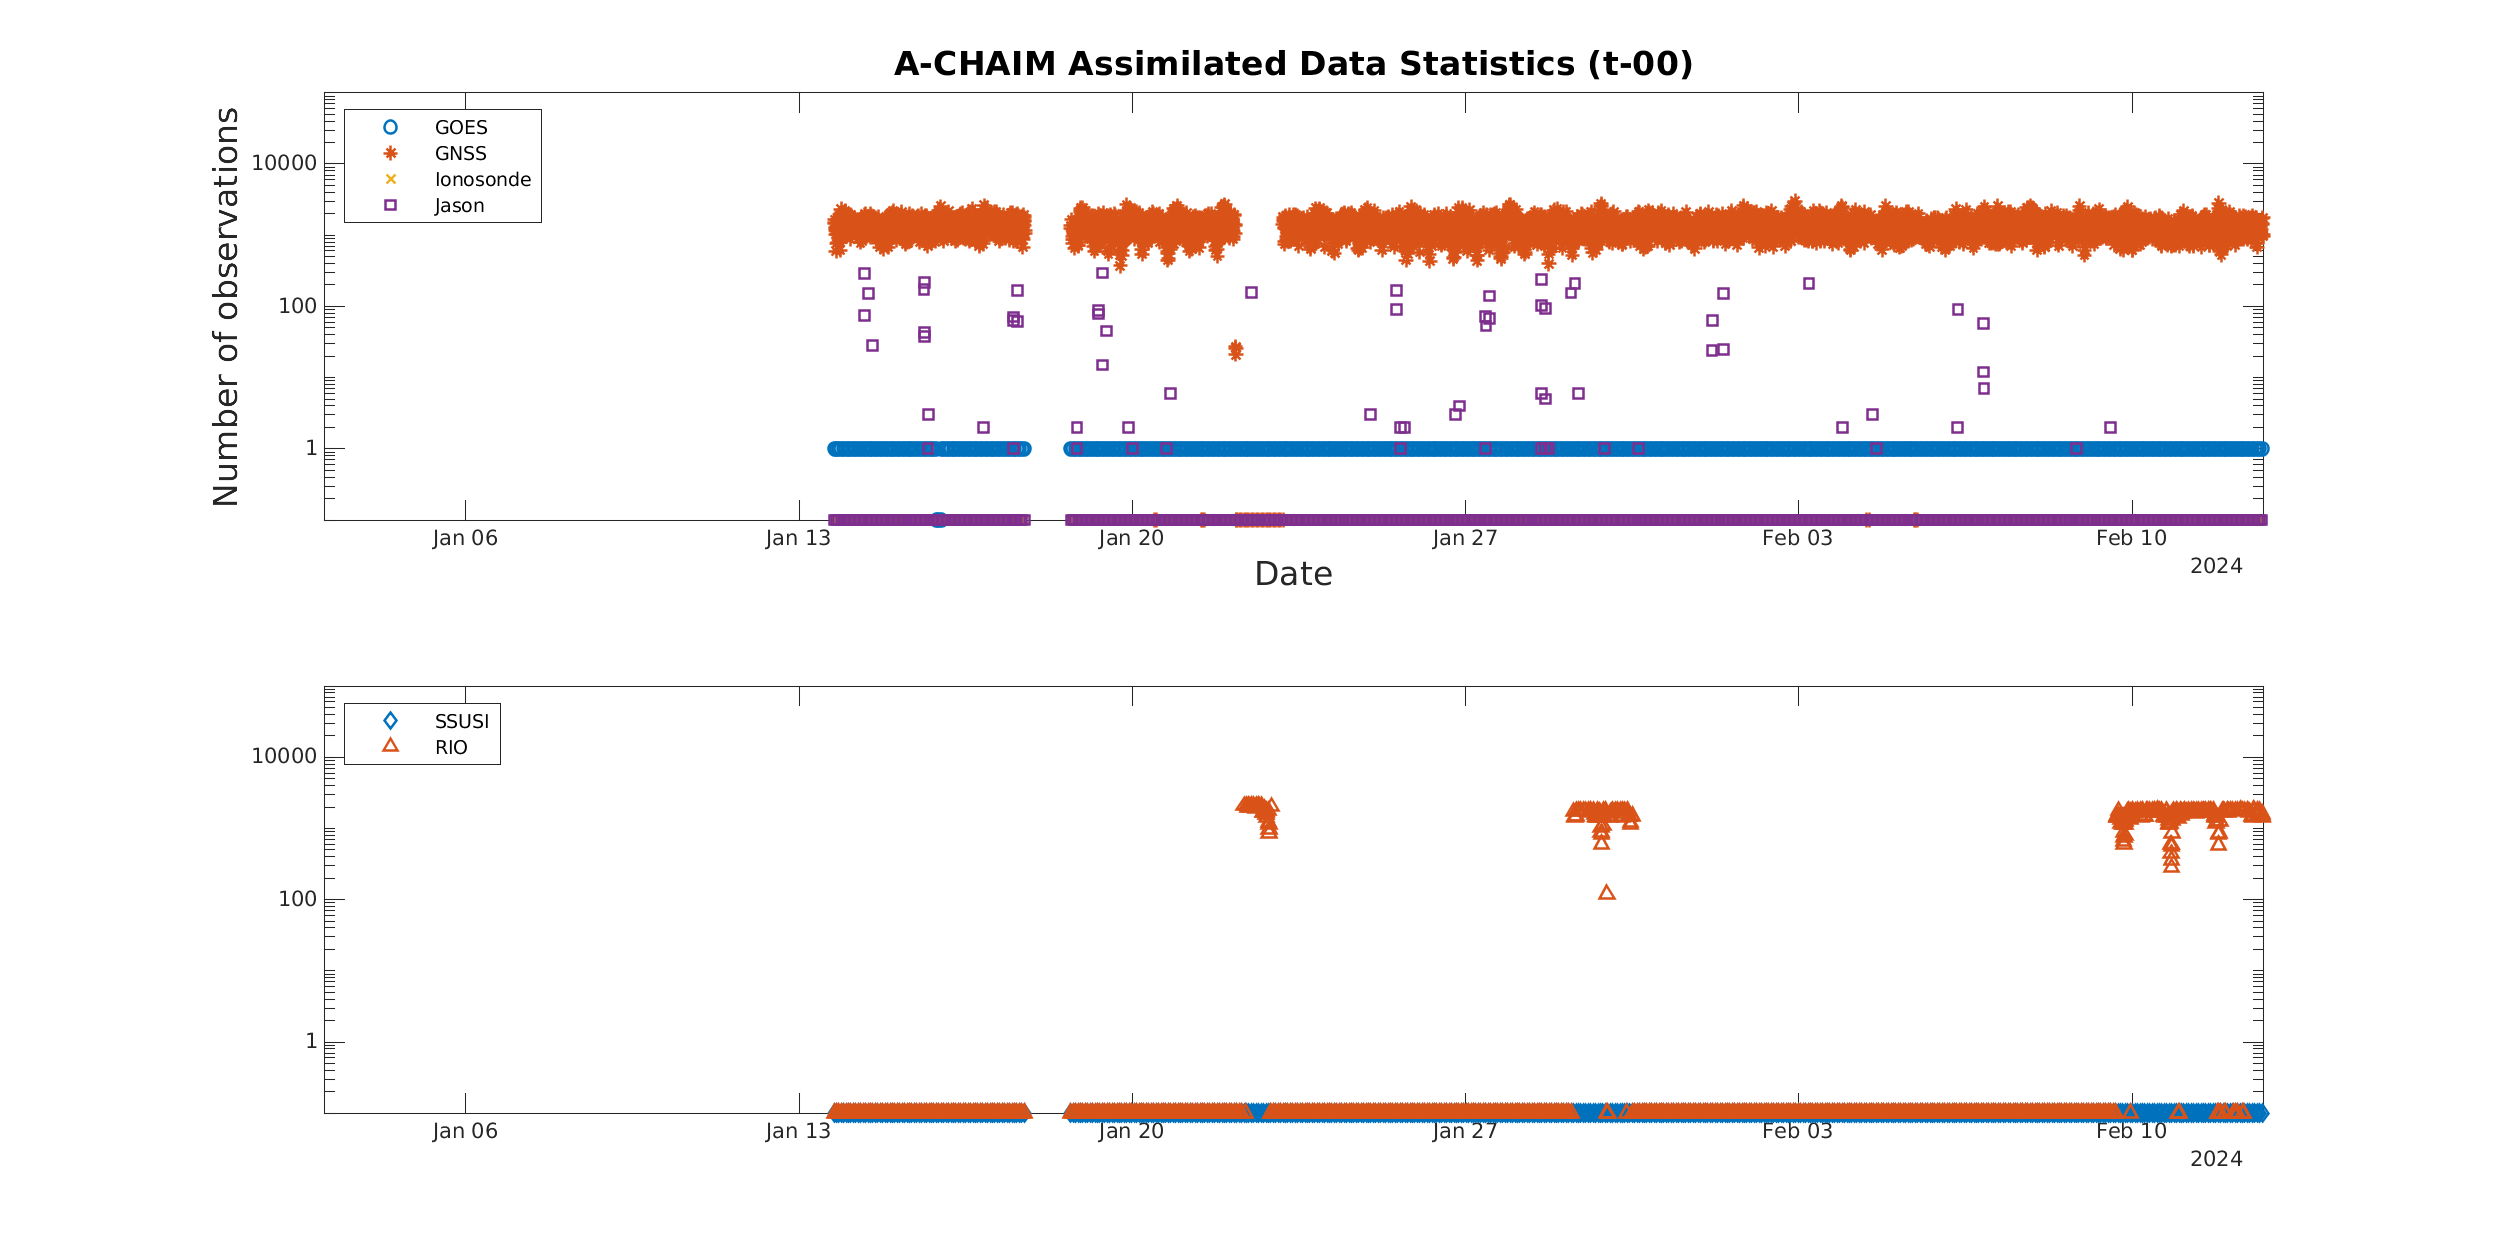 A-CHAIM Assimilated Data Statistics (t-00)
Number of observations
10000
100
1
GOES
GNSS
Ionosonde
Jason
Jan 06
Jan 13
Jan 20
Jan 27
Feb 03
Feb 10
2024
Date
10000
100
1
SSUSI
RIO
Jan 06
Jan 13
Jan 20
Jan 27
Feb 03
Feb 10
2024